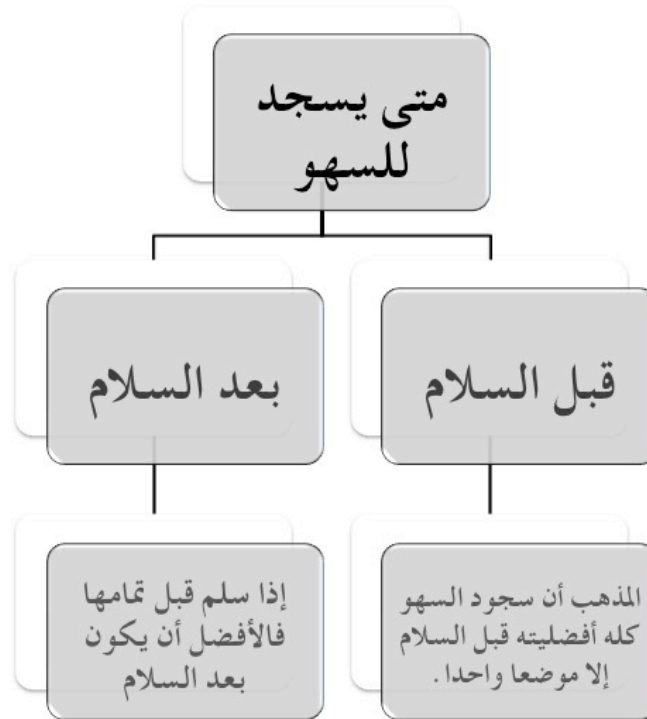 متى يسجد
للسهو
قبل السلام
بعد السلام
المذهب أن سجود السهو
كله أفضليته قبل السلام
إلا موضعا واحدا .
إذا سلم قبل تمامها
فالأفضل أن يكون
بعد السلام